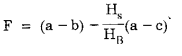 F = (a − b) − H_s/H_B (a − c)`